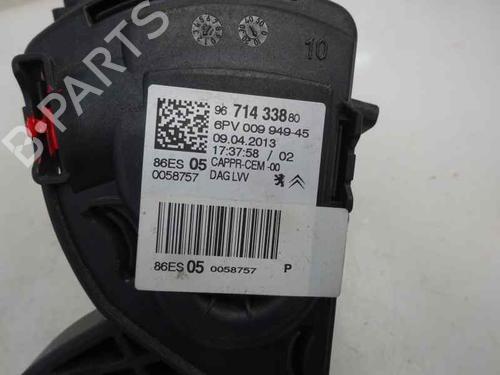 10
96 714 338 80
6PV 009 949-45
09.04.2013
17:37:58 / 02
86ES 05 CAPPR-CEM -00
0058757 DAG LVV
86ES 05 0058757 P
B-PARTS